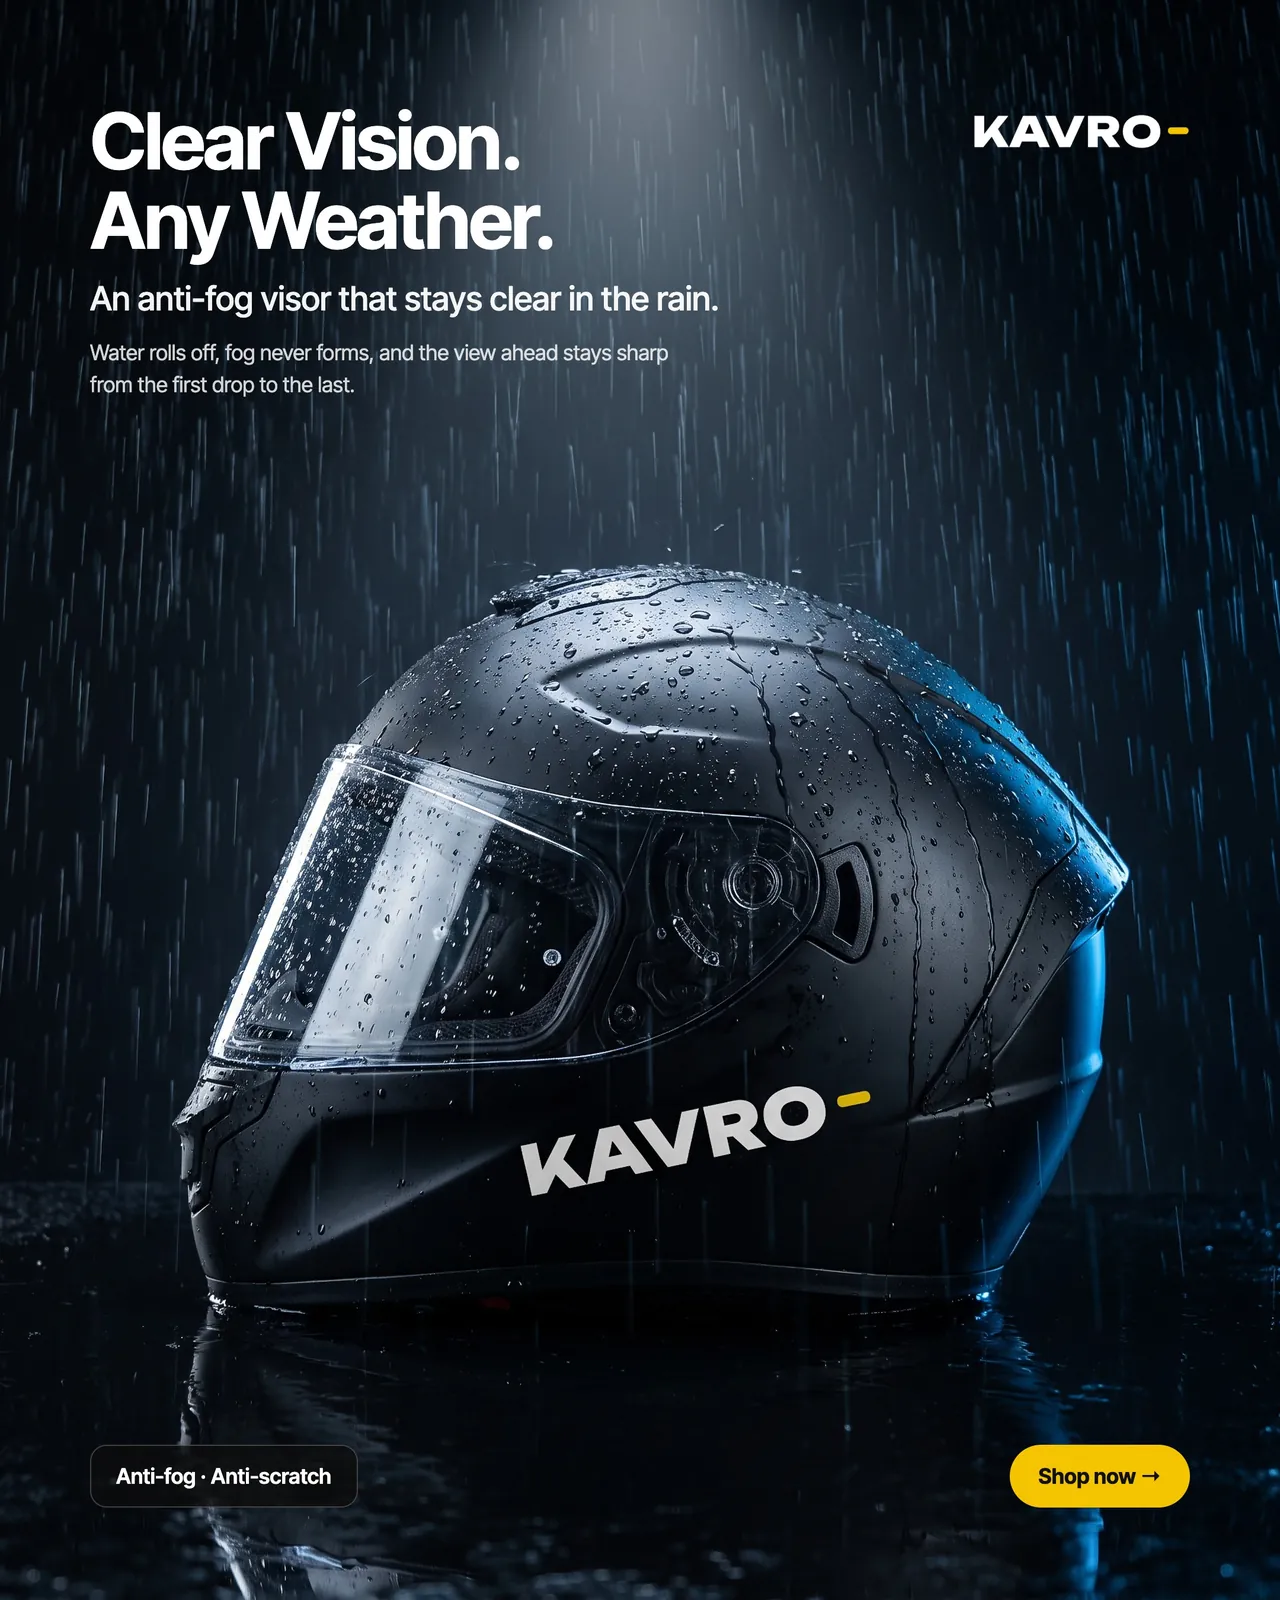 Clear Vision.
Any Weather.
KAVRO
An anti-fog visor that stays clear in the rain.
Water rolls off, fog never forms, and the view ahead stays sharp
from the first drop to the last.
KAVRO
Anti-fog · Anti-scratch
Shop now →